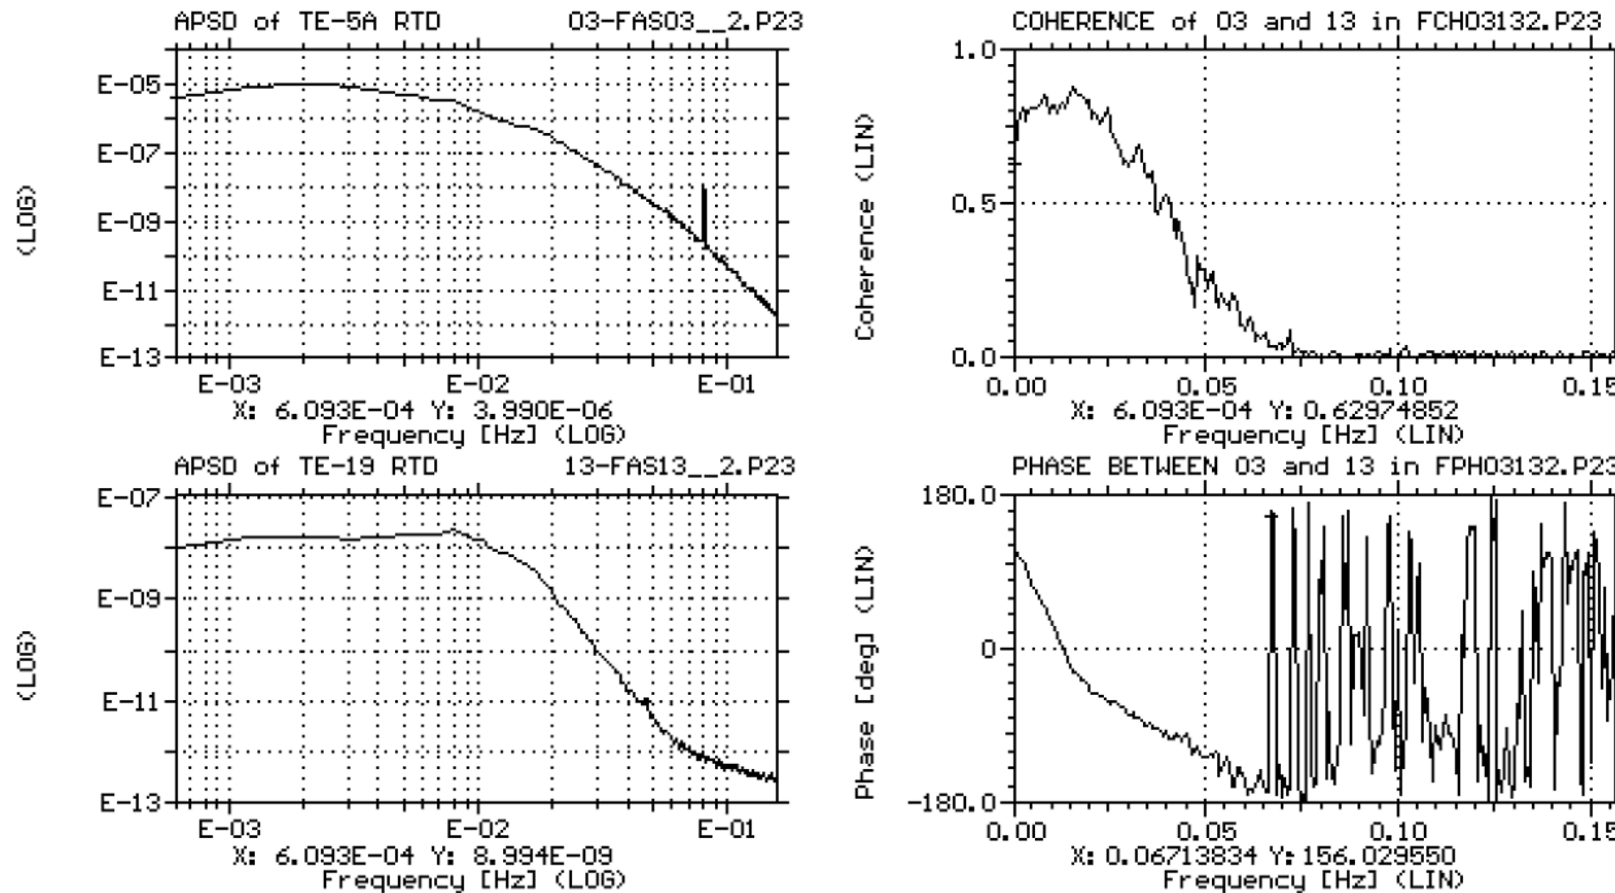 APSD of TE-5A RTD 03-FAS03__2.P23
E-05
E-07
E-09
E-11
E-13
(LOG)
E-03 E-02 E-01
X: 6.093E-04 Y: 3.990E-06
Frequency [Hz] (LOG)
COHERENCE of 03 and 13 in FCH03132.P23
1.0
0.5
0.0
Coherence (LIN)
0.00 0.05 0.10 0.15
X: 6.093E-04 Y: 0.62974852
Frequency [Hz] (LIN)
APSD of TE-19 RTD 13-FAS13__2.P23
E-07
E-09
E-11
E-13
(LOG)
E-03 E-02 E-01
X: 6.093E-04 Y: 8.994E-09
Frequency [Hz] (LOG)
PHASE BETWEEN 03 and 13 in FPH03132.P23
180.0
0
-180.0
Phase [deg] (LIN)
0.00 0.05 0.10 0.15
X: 0.06713834 Y: 156.029550
Frequency [Hz] (LIN)